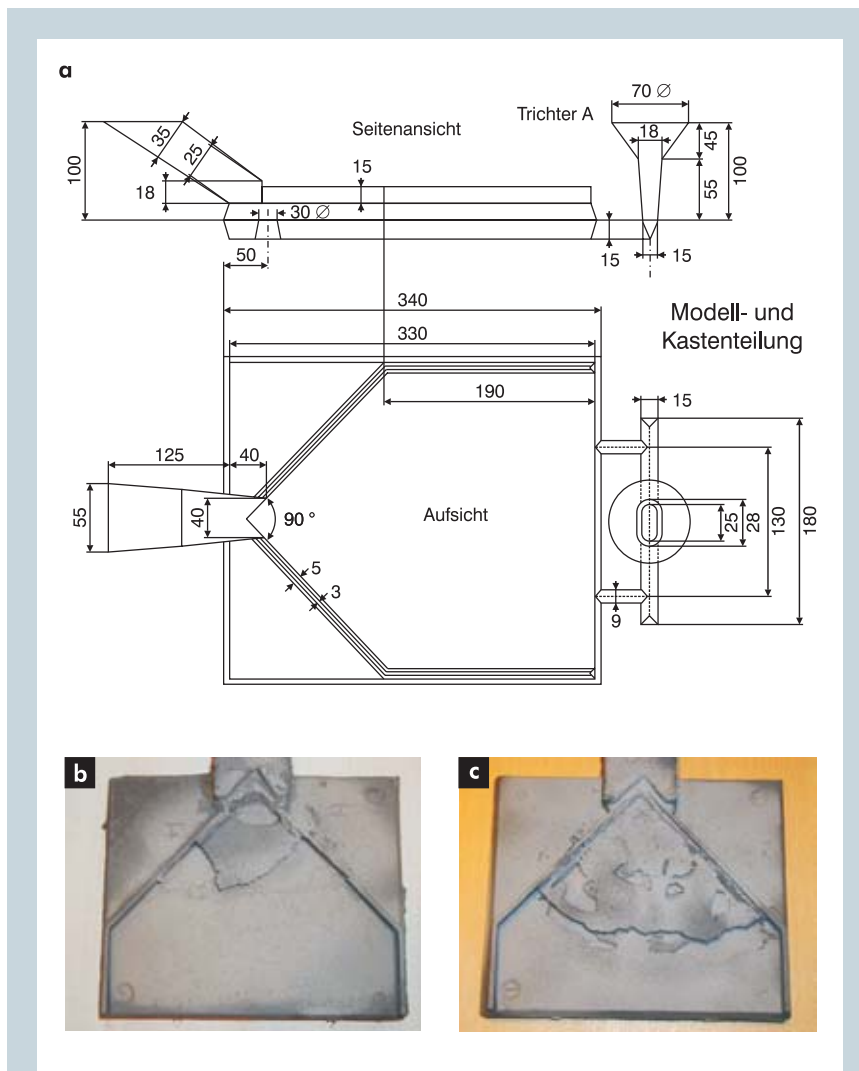 a
70 Ø
Trichter A
Seitenansicht
18
45
35
25
100
15
100
55
18
30 Ø
50
15
15
340
Modell- und
Kastenteilung
330
190
15
125
40
55
40
90 °
Aufsicht
25
28
130
180
5
3
9
b
c